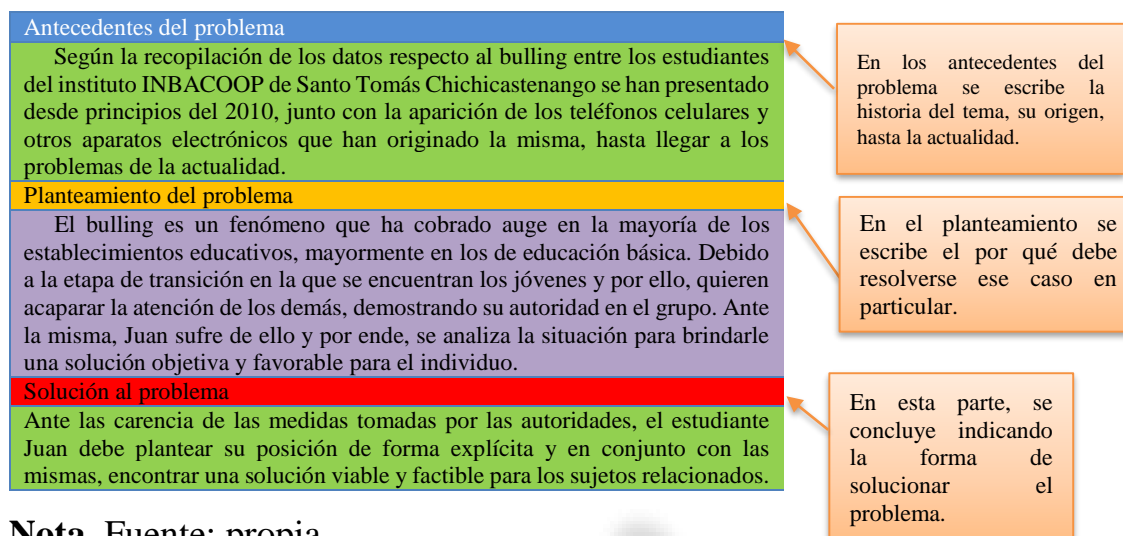 Antecedentes del problema
Según la recopilación de los datos respecto al bulling entre los estudiantes
del instituto INBACOOP de Santo Tomás Chichicastenango se han presentado
desde principios del 2010, junto con la aparición de los teléfonos celulares y
otros aparatos electrónicos que han originado la misma, hasta llegar a los
problemas de la actualidad.
En los antecedentes del
problema se escribe la
historia del tema, su origen,
hasta la actualidad.
Planteamiento del problema
El bulling es un fenómeno que ha cobrado auge en la mayoría de los
establecimientos educativos, mayormente en los de educación básica. Debido
a la etapa de transición en la que se encuentran los jóvenes y por ello, quieren
acaparar la atención de los demás, demostrando su autoridad en el grupo. Ante
la misma, Juan sufre de ello y por ende, se analiza la situación para brindarle
una solución objetiva y favorable para el individuo.
En el planteamiento se
escribe el por qué debe
resolverse ese caso en
particular.
Solución al problema
Ante las carencia de las medidas tomadas por las autoridades, el estudiante
Juan debe plantear su posición de forma explícita y en conjunto con las
mismas, encontrar una solución viable y factible para los sujetos relacionados.
En esta parte, se
concluye indicando
la forma de
solucionar el
problema.
Nota. Fuente: propia